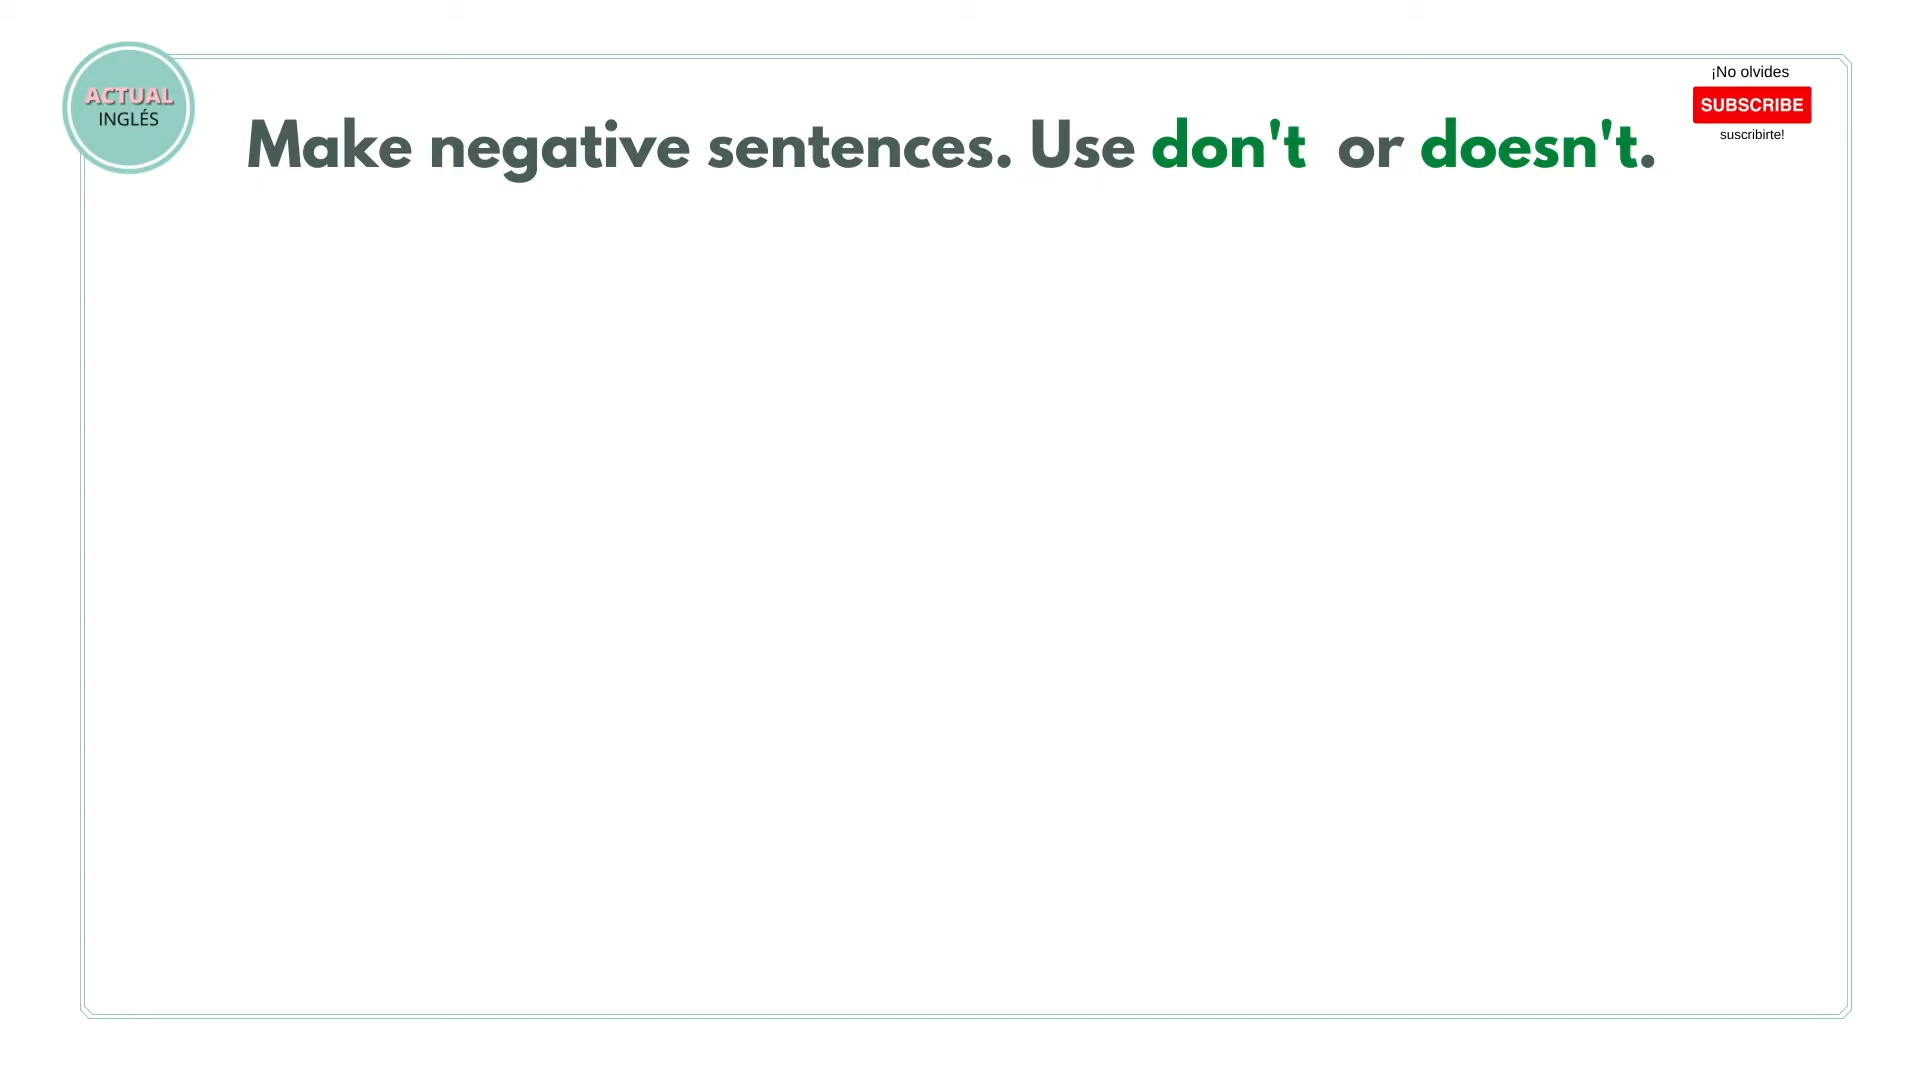 ACTUAL
INGLÉS
Make negative sentences. Use don't or doesn't.
¡No olvides
SUBSCRIBE
suscribirte!